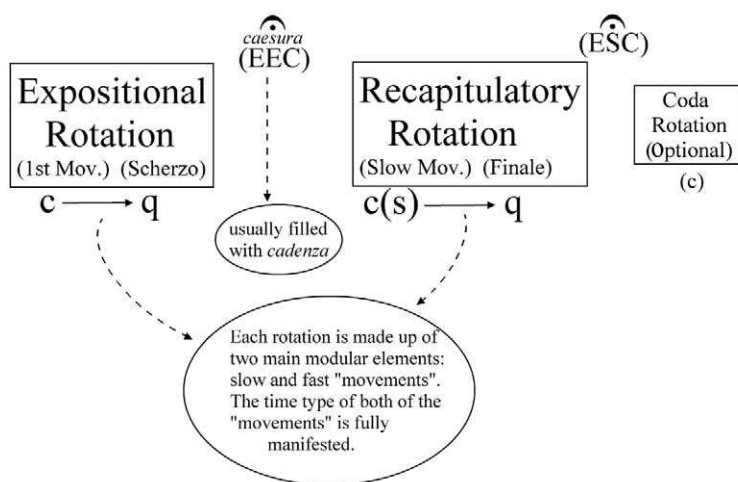 caesura
(EEC)
(ESC)
Expositional
Rotation
(1st Mov.) (Scherzo)
c q
Recapitulatory
Rotation
(Slow Mov.) (Finale)
c(s) q
Coda
Rotation
(Optional)
(c)
usually filled
with cadenza
Each rotation is made up of
two main modular elements:
slow and fast "movements".
The time type of both of the
"movements" is fully
manifested.